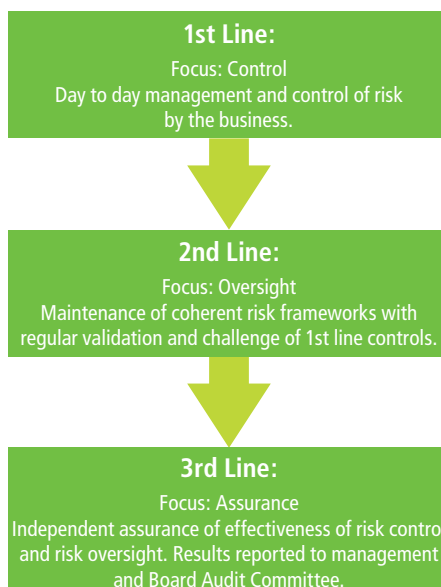 1st Line:
Focus: Control
Day to day management and control of risk
by the business.
2nd Line:
Focus: Oversight
Maintenance of coherent risk frameworks with
regular validation and challenge of 1st line controls.
3rd Line:
Focus: Assurance
Independent assurance of effectiveness of risk control
and risk oversight. Results reported to management
and Board Audit Committee.